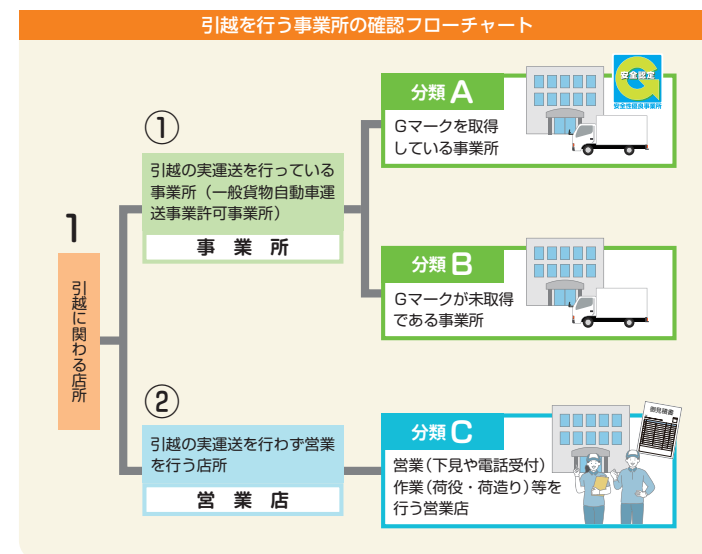 引越を行う事業所の確認フローチャート
1
引越に関わる店所
①
引越の実運送を行っている
事業所（一般貨物自動車運
送事業許可事業所）
事業所
分類 A
Gマークを取得
している事業所
安全認定
安全性優良事業所
分類 B
Gマークが未取得
である事業所
②
引越の実運送を行わず営業
を行う店所
営業店
分類 C
営業（下見や電話受付）
作業（荷役・荷造り）等を
行う営業店
御見積書